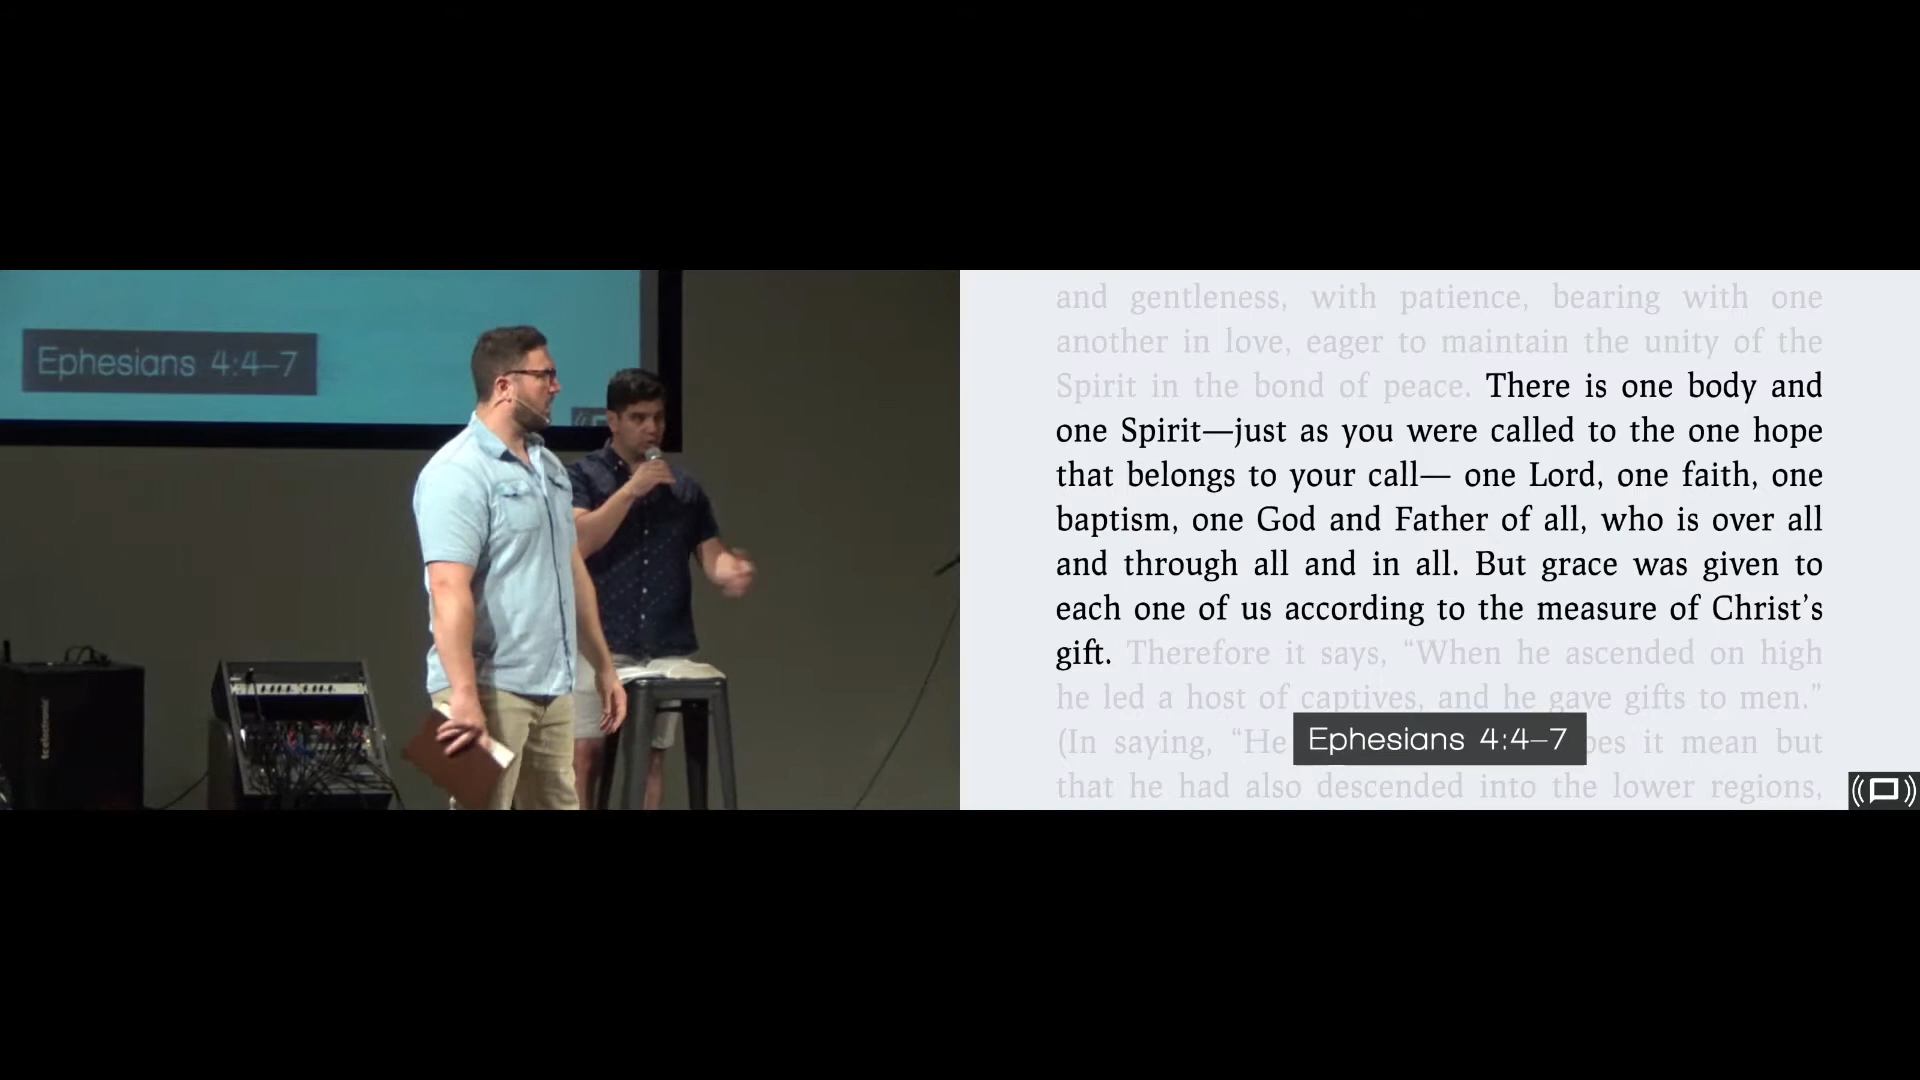 Ephesians 4:4–7
tc electronic
and gentleness, with patience, bearing with one
another in love, eager to maintain the unity of the
Spirit in the bond of peace. There is one body and
one Spirit—just as you were called to the one hope
that belongs to your call— one Lord, one faith, one
baptism, one God and Father of all, who is over all
and through all and in all. But grace was given to
each one of us according to the measure of Christ’s
gift. Therefore it says, “When he ascended on high
he led a host of captives, and he gave gifts to men.”
(In saying, “He it mean but
Ephesians 4:4–7
that he had also descended into the lower regions,